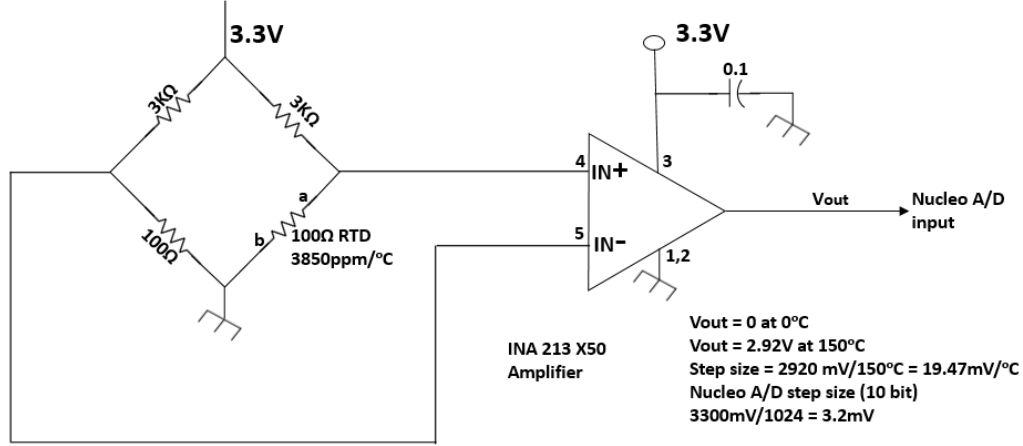 3.3V
3.3V
0.1
3KΩ
3KΩ
4
IN+
3
a
Vout
Nucleo A/D
input
b
100Ω
100Ω RTD
3850ppm/°C
5
IN-
1,2
INA 213 X50
Amplifier
Vout = 0 at 0°C
Vout = 2.92V at 150°C
Step size = 2920 mV/150°C = 19.47mV/°C
Nucleo A/D step size (10 bit)
3300mV/1024 = 3.2mV